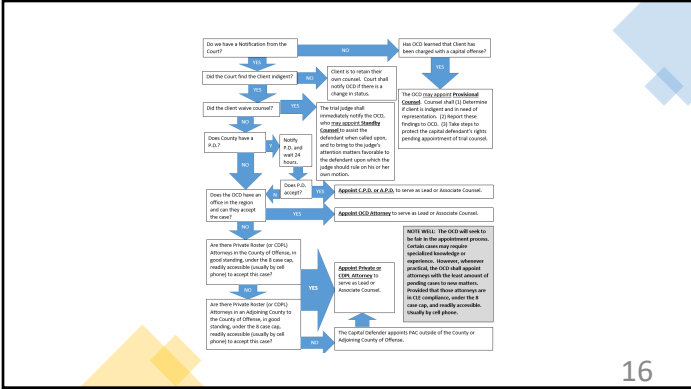 Do we have a Notification from the
Court?
NO
Has OCD learned that Client has
been charged with a capital offense?
YES
YES
Did the Court find the Client indigent?
NO
Client is to retain their
own counsel. Court shall
notify OCD if there is a
change in status.
YES
The OCD may appoint Provisional
Counsel. Counsel shall (1) Determine
if client is indigent and in need of
representation. (2) Report these
findings to OCD. (3) Take steps to
protect the capital defendant's rights
pending appointment of trial counsel.
Did the client waive counsel?
YES
The trial judge shall
immediately notify the OCD,
who may appoint Standby
Counsel to assist the
defendant when called upon,
and to bring to the judge's
attention matters favorable to
the defendant upon which the
judge should rule on his or her
own motion.
NO
Does County have a
P.D.?
Y
Notify
P.D. and
wait 24
hours.
NO
Does P.D.
accept?
YES
Appoint C.P.D. or A.P.D. to serve as Lead or Associate Counsel.
N
Does the OCD have an
office in the region
and can they accept
the case?
YES
Appoint OCD Attorney to serve as Lead or Associate Counsel.
NO
Are there Private Roster (or CDPL)
Attorneys in the County of Offense, in
good standing, under the 8 case cap,
readily accessible (usually by cell
phone) to accept this case?
YES
Appoint Private or
CDPL Attorney to
serve as Lead or
Associate Counsel.
NOTE WELL: The OCD will seek to
be fair in the appointment process.
Certain cases may require
specialized knowledge or
experience. However, whenever
practical, the OCD shall appoint
attorneys with the least amount of
pending cases to new matters.
Provided that those attorneys are
in CLE compliance, under the 8
case cap, and readily accessible.
Usually by cell phone.
NO
Are there Private Roster (or CDPL)
Attorneys in an Adjoining County to
the County of Offense, in good
standing, under the 8 case cap,
readily accessible (usually by cell
phone) to accept this case?
NO
The Capital Defender appoints PAC outside of the County or
Adjoining County of Offense.
16